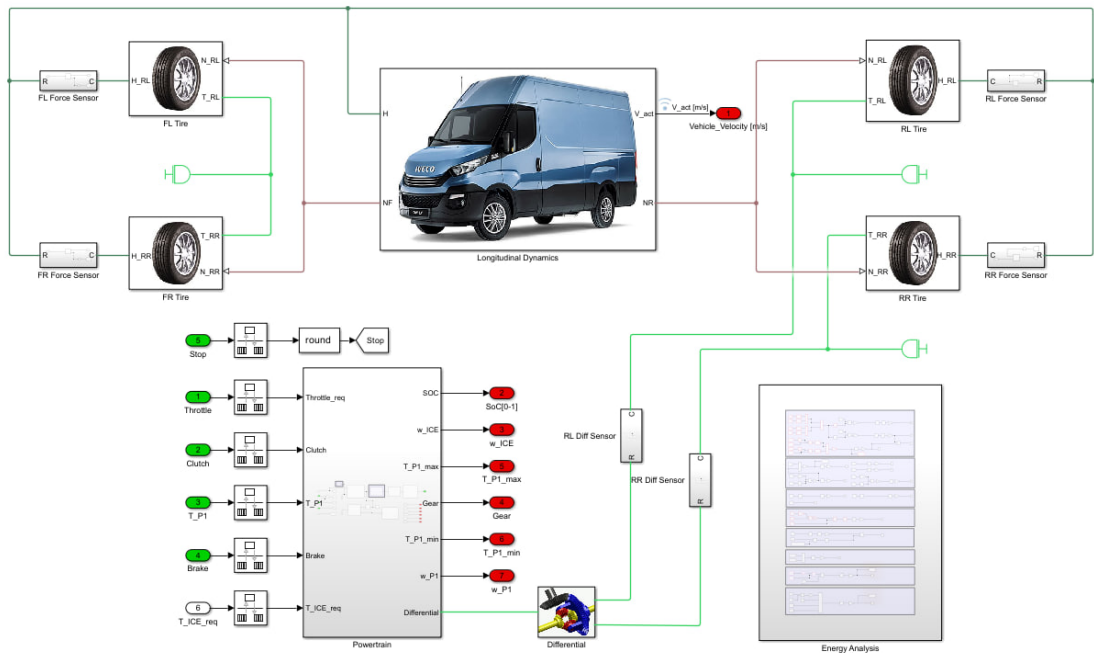 N_RL
R
C
H_RL
FL Force Sensor
T_RL
FL Tire
H
V_act
V_act [m/s]
1
Vehicle_Velocity [m/s]
IVECO
N_RL
H_RL
C
R
RL Force Sensor
T_RL
RL Tire
NF
NR
Longitudinal Dynamics
T_RR
R
C
H_RR
FR Force Sensor
N_RR
FR Tire
T_RR
H_RR
C
R
RR Force Sensor
N_RR
RR Tire
5
Stop
round
Stop
1
Throttle
Throttle_req
SOC
2
SoC[0-1]
2
Clutch
Clutch
w_ICE
3
w_ICE
T_P1_max
5
T_P1_max
3
T_P1
T_P1
Gear
4
Gear
4
Brake
Brake
T_P1_min
6
T_P1_min
w_P1
7
w_P1
6
T_ICE_req
T_ICE_req
Differential
Powertrain
Differential
C
RL Diff Sensor
R
C
RR Diff Sensor
R
Energy Analysis